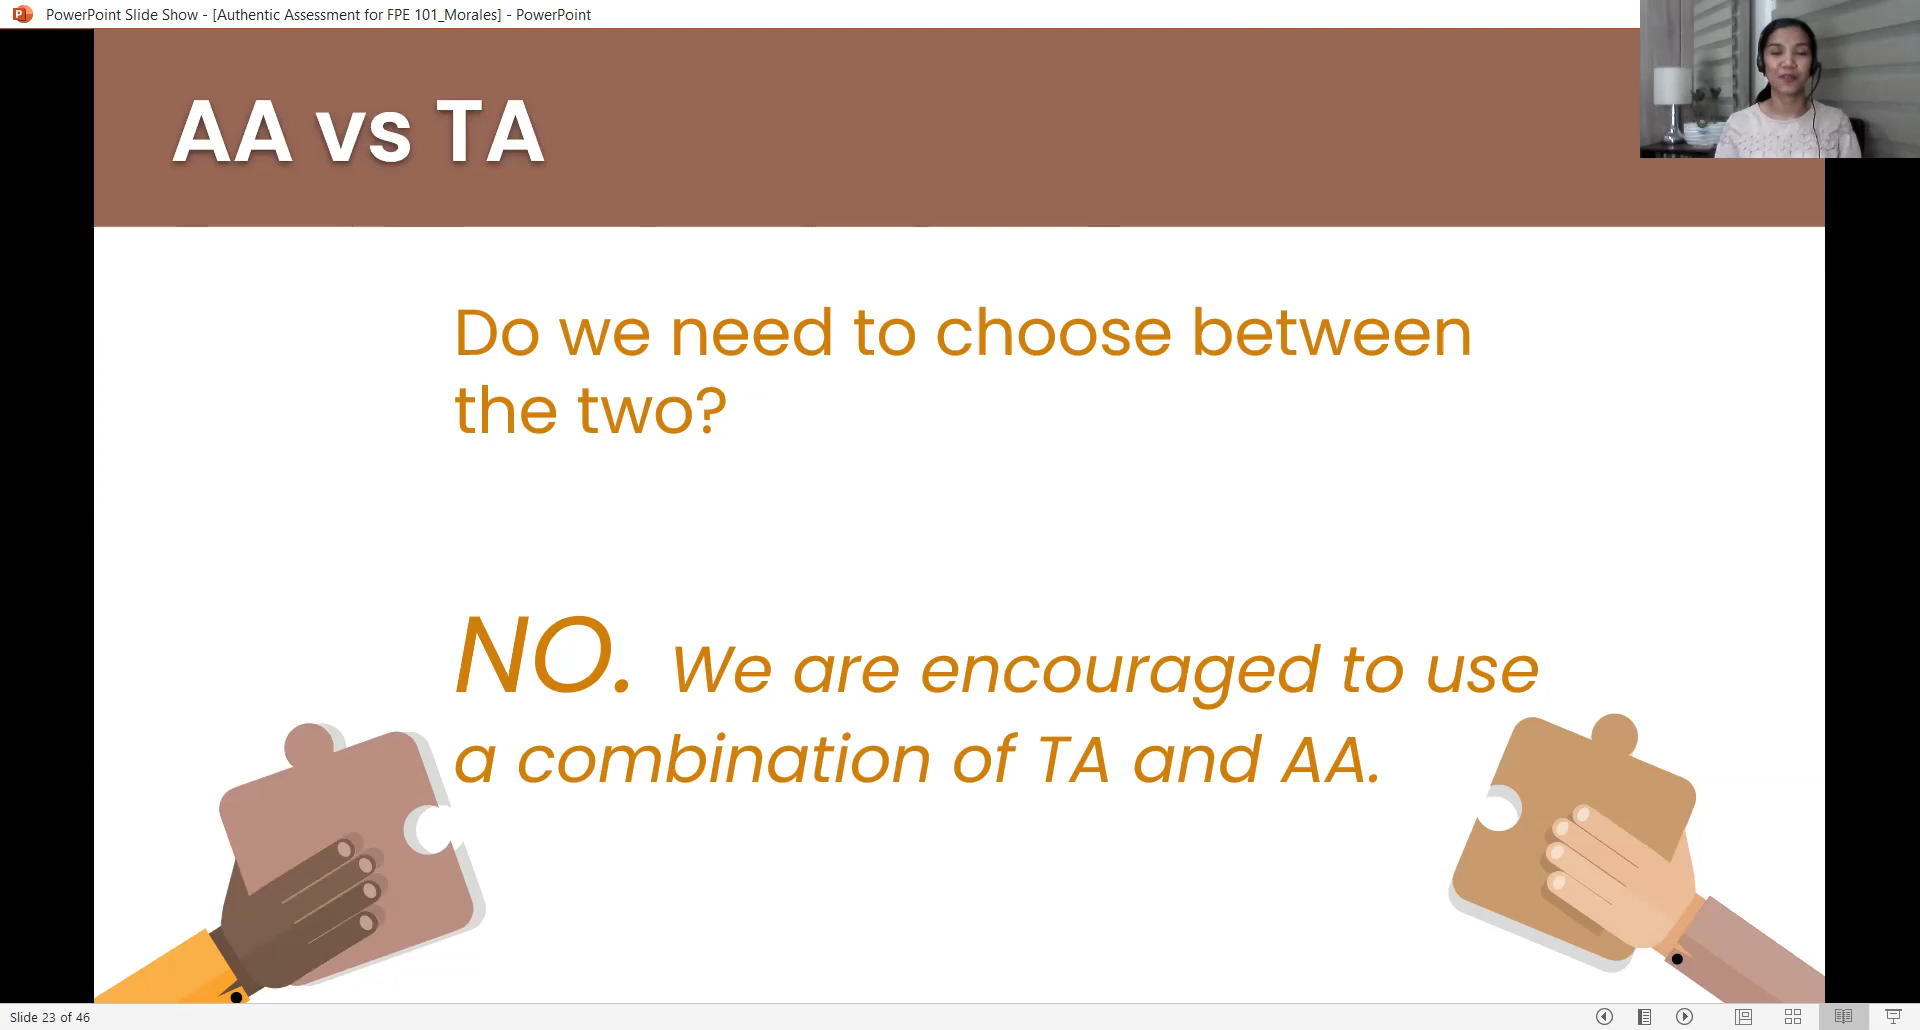 PowerPoint Slide Show - [Authentic Assessment for FPE 101_Morales] - PowerPoint
AA vs TA
Do we need to choose between
the two?
NO. We are encouraged to use
a combination of TA and AA.
Slide 23 of 46